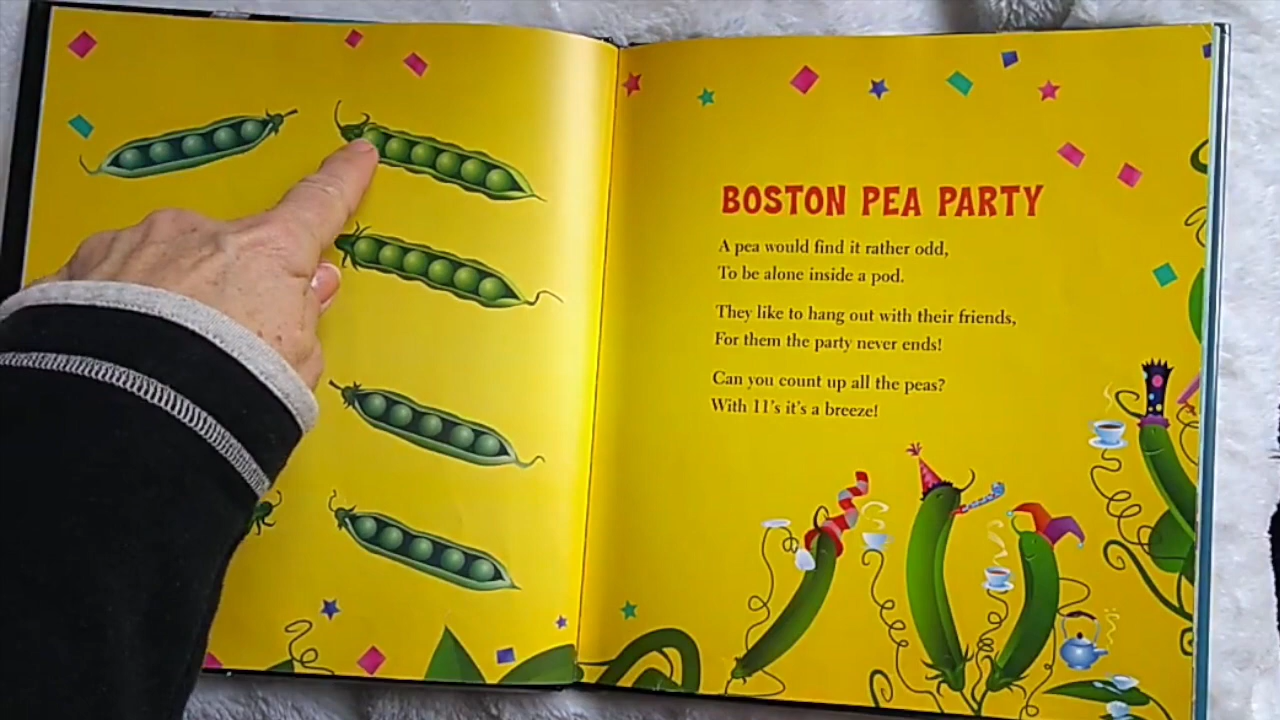 BOSTON PEA PARTY
A pea would find it rather odd,
To be alone inside a pod.
They like to hang out with their friends,
For them the party never ends!
Can you count up all the peas?
With 11's it's a breeze!